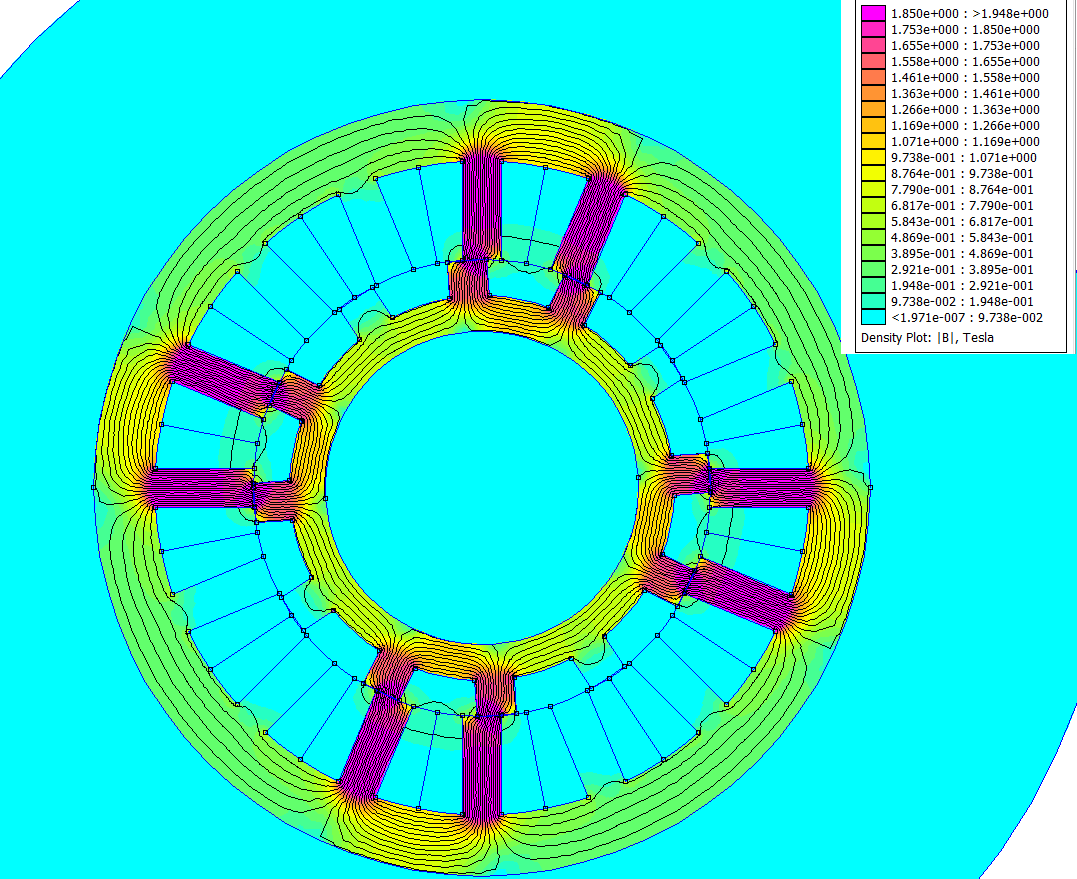 1.850e+000 : >1.948e+000
1.753e+000 : 1.850e+000
1.655e+000 : 1.753e+000
1.558e+000 : 1.655e+000
1.461e+000 : 1.558e+000
1.363e+000 : 1.461e+000
1.266e+000 : 1.363e+000
1.169e+000 : 1.266e+000
1.071e+000 : 1.169e+000
9.738e-001 : 1.071e+000
8.764e-001 : 9.738e-001
7.790e-001 : 8.764e-001
6.817e-001 : 7.790e-001
5.843e-001 : 6.817e-001
4.869e-001 : 5.843e-001
3.895e-001 : 4.869e-001
2.921e-001 : 3.895e-001
1.948e-001 : 2.921e-001
9.738e-002 : 1.948e-001
<1.971e-007 : 9.738e-002
Density Plot: |B|, Tesla